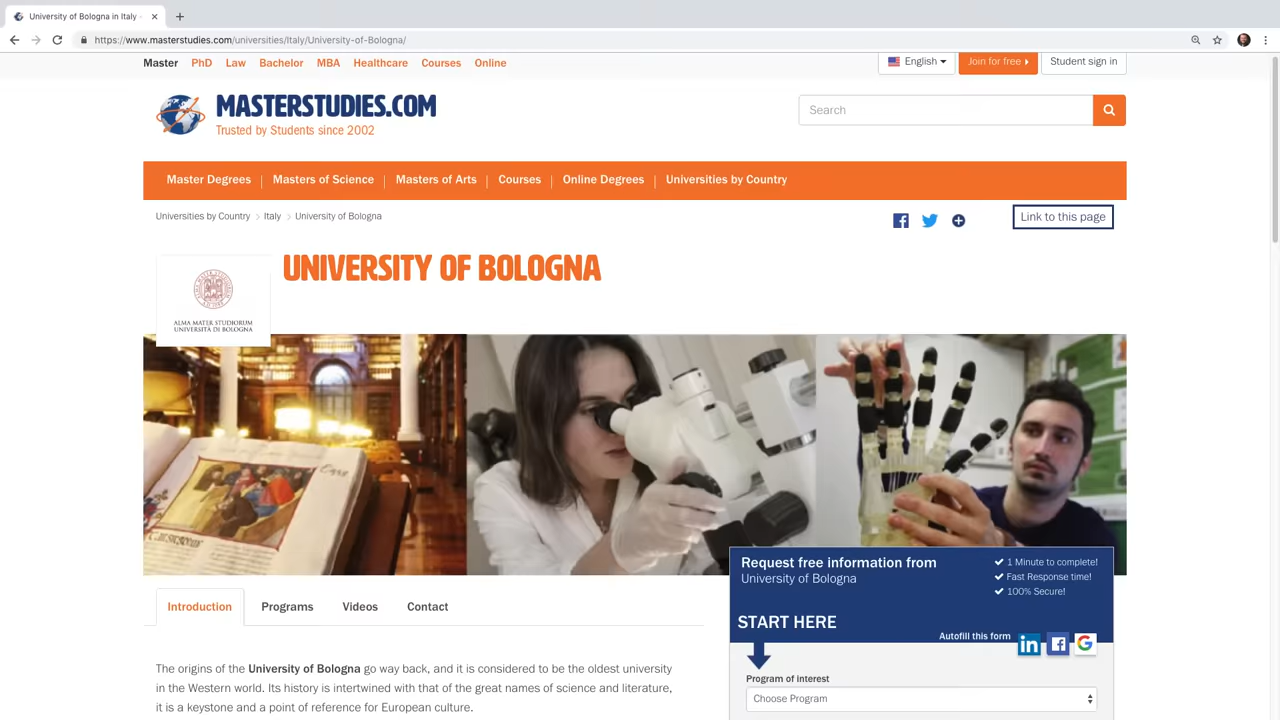 University of Bologna in Italy
https://www.masterstudies.com/universities/Italy/University-of-Bologna/
Master PhD Law Bachelor MBA Healthcare Courses Online
English Join for free Student sign in
MASTERSTUDIES.COM
Trusted by Students since 2002
Search
Master Degrees Masters of Science Masters of Arts Courses Online Degrees Universities by Country
Universities by Country Italy University of Bologna
Link to this page
UNIVERSITY OF BOLOGNA
ALMA MATER STUDIORUM
UNIVERSITÀ DI BOLOGNA
Request free information from
University of Bologna
1 Minute to complete!
Fast Response time!
100% Secure!
START HERE
Autofill this form
Program of interest
Choose Program
Introduction Programs Videos Contact
The origins of the University of Bologna go way back, and it is considered to be the oldest university
in the Western world. Its history is intertwined with that of the great names of science and literature,
it is a keystone and a point of reference for European culture.